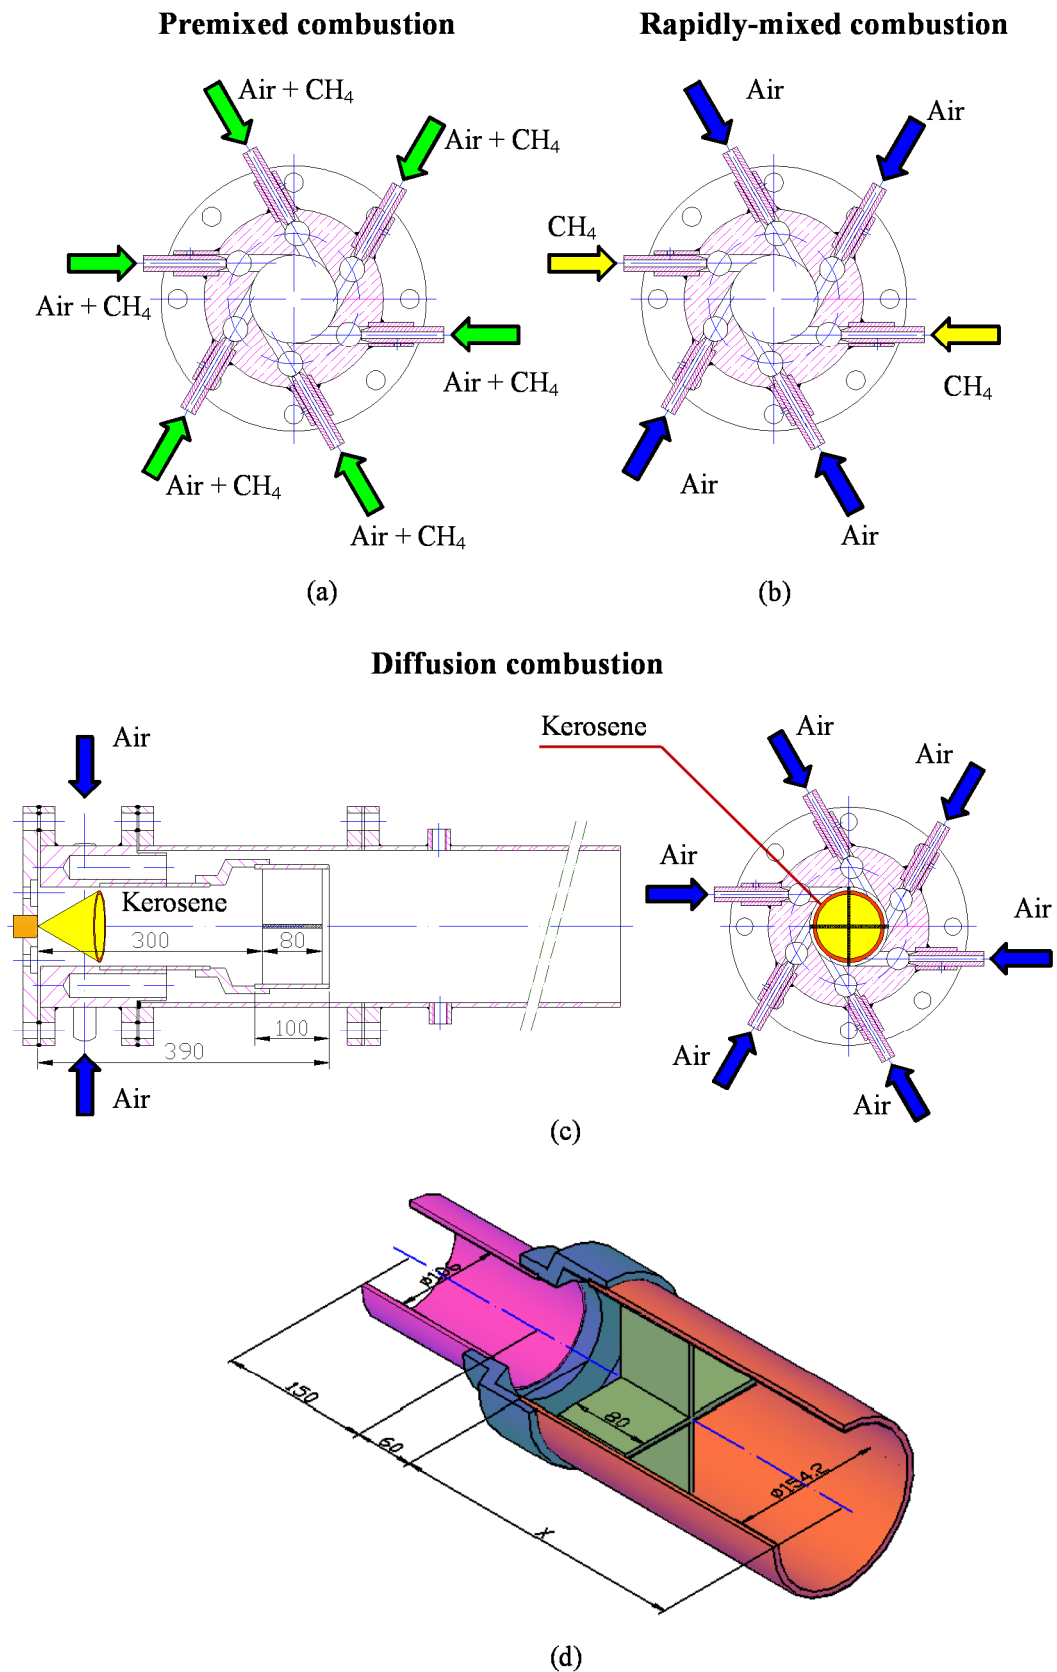 Premixed combustion
Rapidly-mixed combustion
Air + CH₄
Air + CH₄
Air + CH₄
Air + CH₄
Air + CH₄
Air + CH₄
(a)
Air
Air
CH₄
CH₄
Air
Air
(b)
Diffusion combustion
Air
Kerosene
300
80
100
390
Air
Kerosene
Air
Air
Air
Air
Air
Air
(c)
ø106
150
60
80
X
ø154.2
(d)